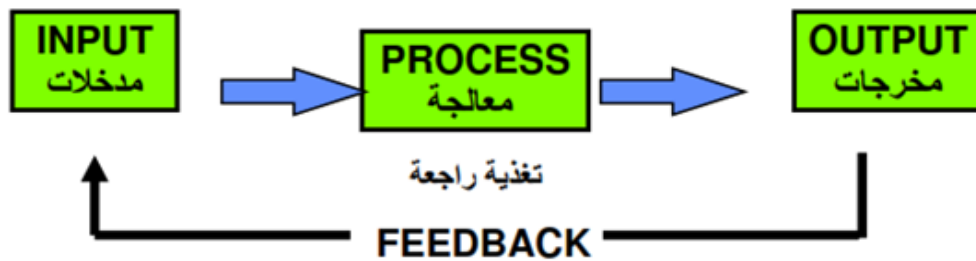 INPUT
مدخلات
PROCESS
معالجة
OUTPUT
مخرجات
تغذية راجعة
FEEDBACK